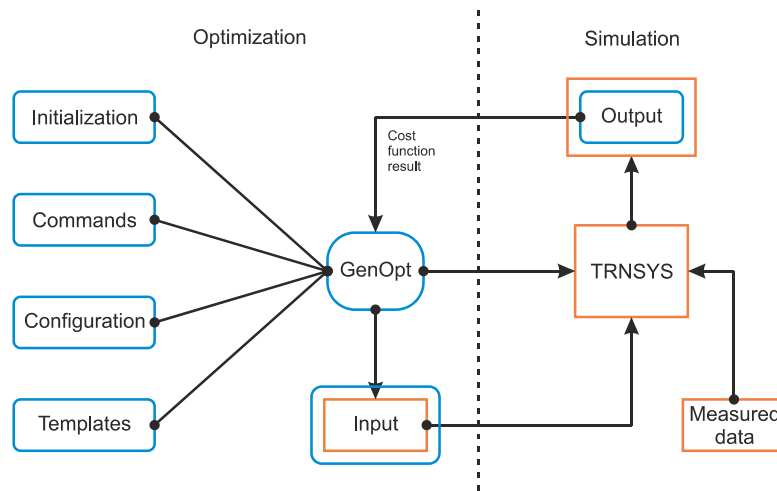 Optimization
Simulation
Initialization
Output
Cost
function
result
Commands
GenOpt
TRNSYS
Configuration
Templates
Input
Measured
data